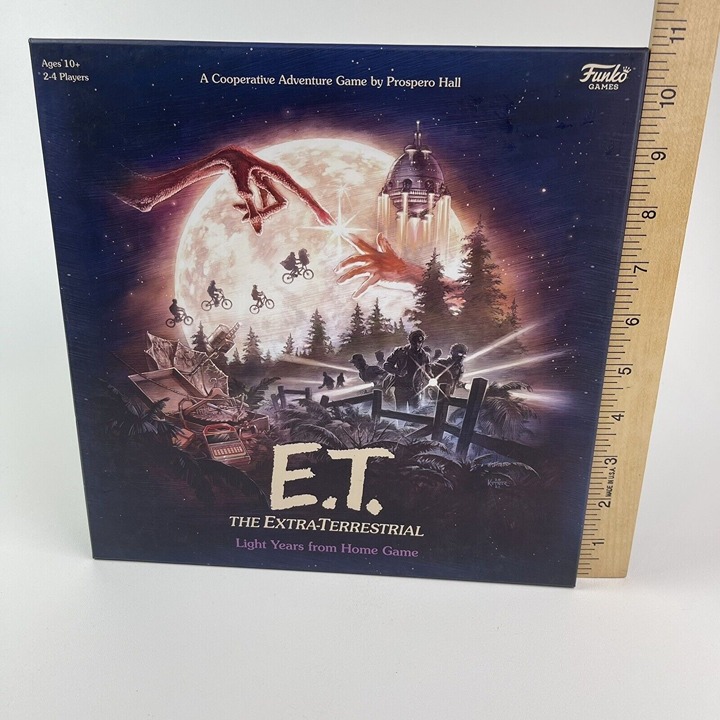 Ages 10+
2-4 Players
A Cooperative Adventure Game by Prospero Hall
Funko
GAMES
E.T.
THE EXTRA-TERRESTRIAL
Light Years from Home Game
11
10
9
8
7
6
5
4
3
2
1
MADE IN U.S.A.